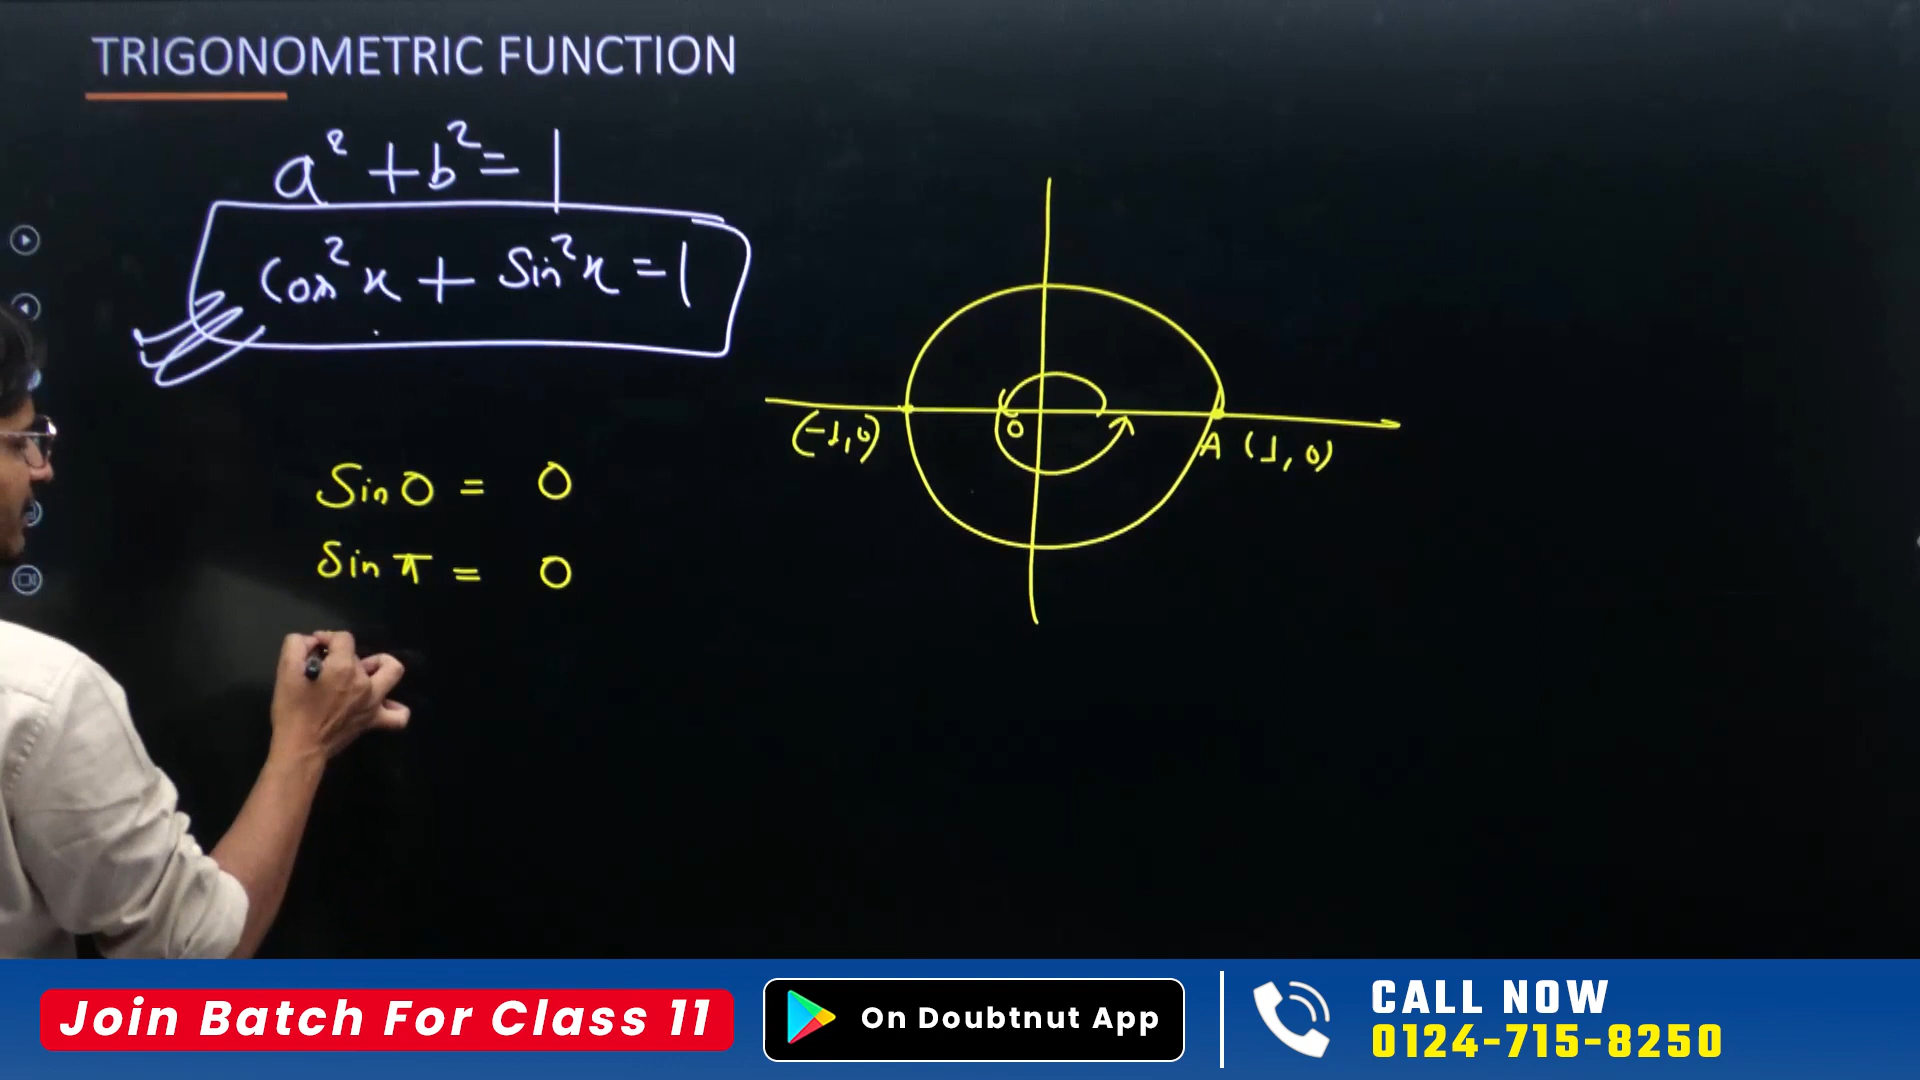 TRIGONOMETRIC FUNCTION
a² + b² = 1
Cos²x + Sin²x = 1
(-1, 0)
O
A (1, 0)
Sin 0 = 0
Sin π = 0
Join Batch For Class 11
On Doubtnut App
CALL NOW
0124-715-8250